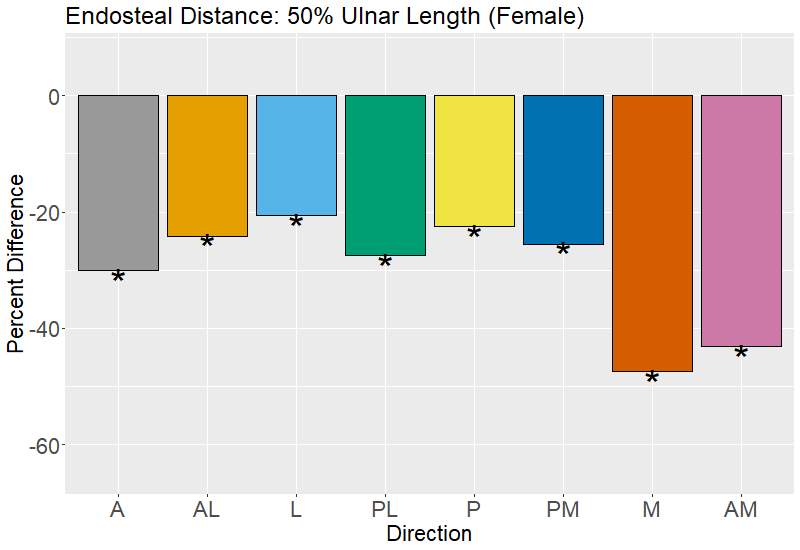 Endosteal Distance: 50% Ulnar Length (Female)
Percent Difference
0
-20
-40
-60
* * * * * * * *
A AL L PL P PM M AM
Direction